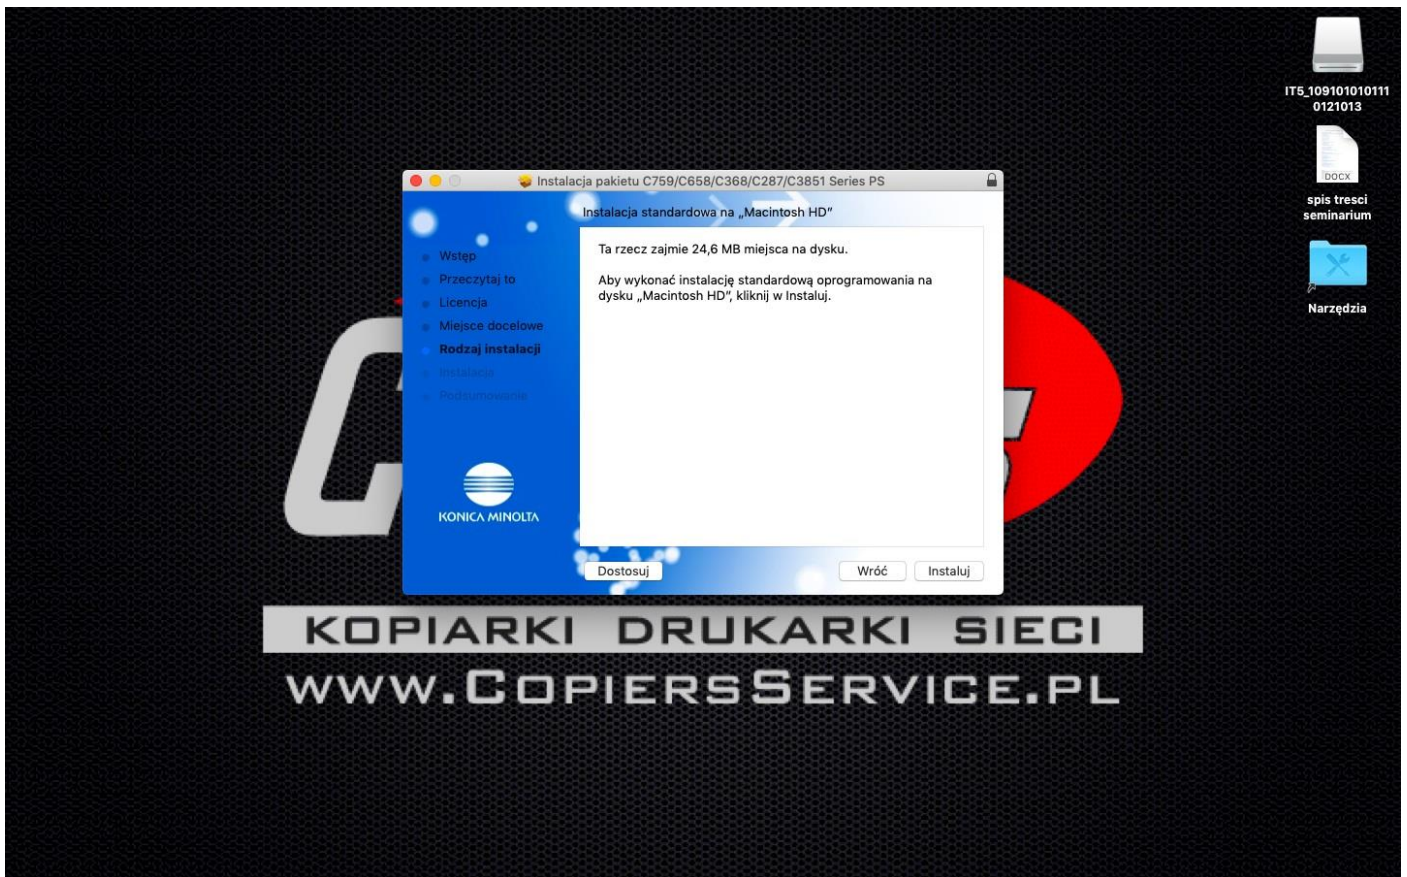 IT5_109101010111
0121013
DOCX
spis tresci
seminarium
Narzędzia
Instalacja pakietu C759/C658/C368/C287/C3851 Series PS
Instalacja standardowa na „Macintosh HD”
Wstęp
Przeczytaj to
Licencja
Miejsce docelowe
Rodzaj instalacji
Instalacja
Podsumowanie
KONICA MINOLTA
Ta rzecz zajmie 24,6 MB miejsca na dysku.
Aby wykonać instalację standardową oprogramowania na
dysku „Macintosh HD”, kliknij w Instaluj.
Dostosuj
Wróć
Instaluj
KOPIARKI DRUKARKI SIECI
www.CopiersService.pl